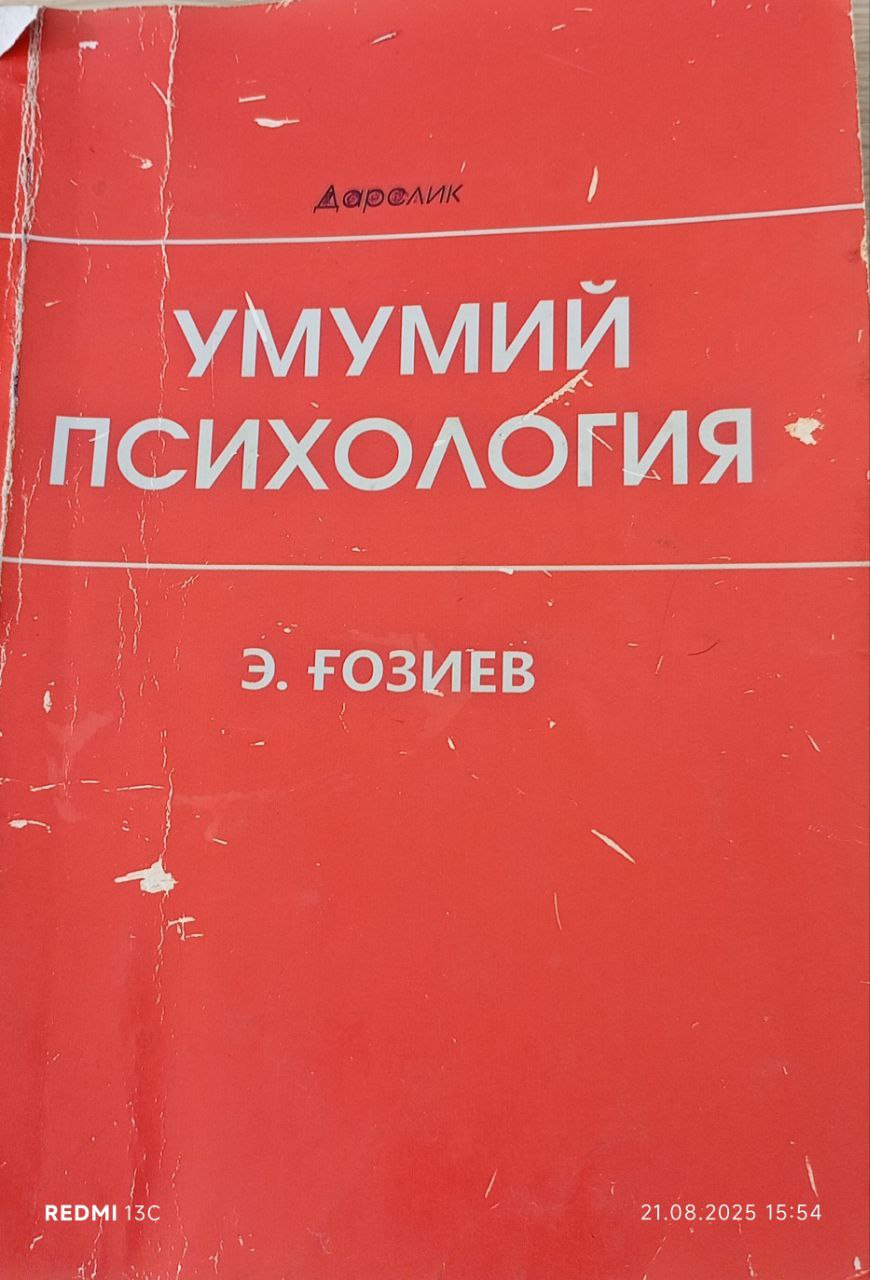 Дарслик
УМУМИЙ
ПСИХОЛОГИЯ
Э. ҒОЗИЕВ
REDMI 13C
21.08.2025 15:54